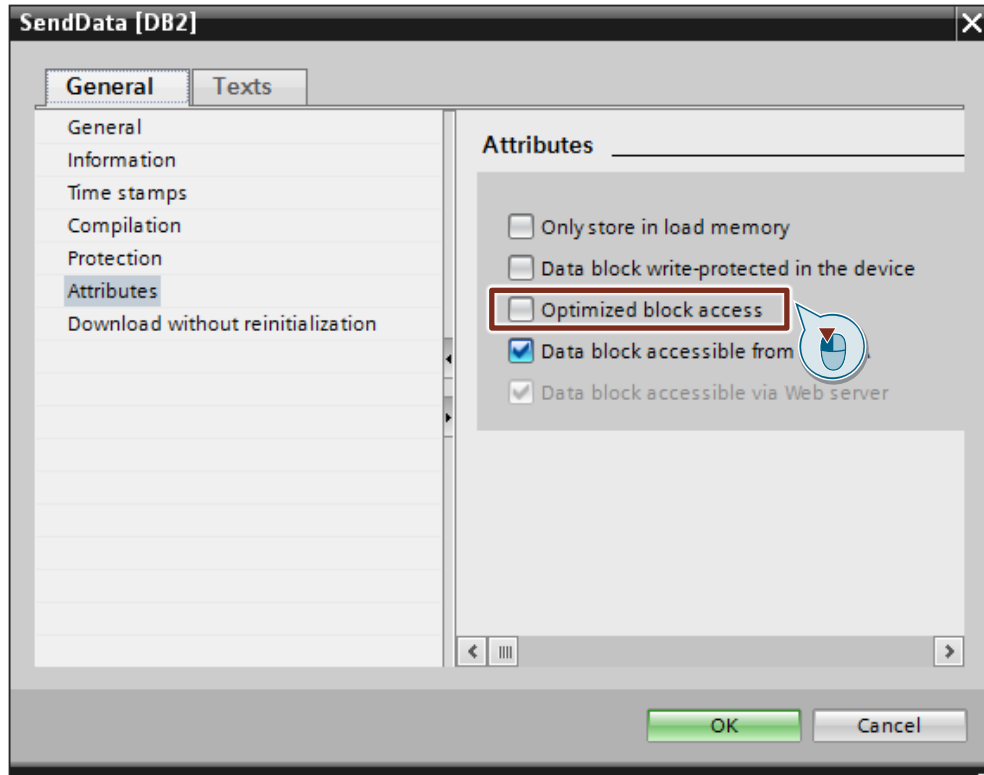 SendData [DB2]
General
Texts
General
Information
Time stamps
Compilation
Protection
Attributes
Download without reinitialization
Attributes
Only store in load memory
Data block write-protected in the device
Optimized block access
Data block accessible from
Data block accessible via Web server
OK
Cancel